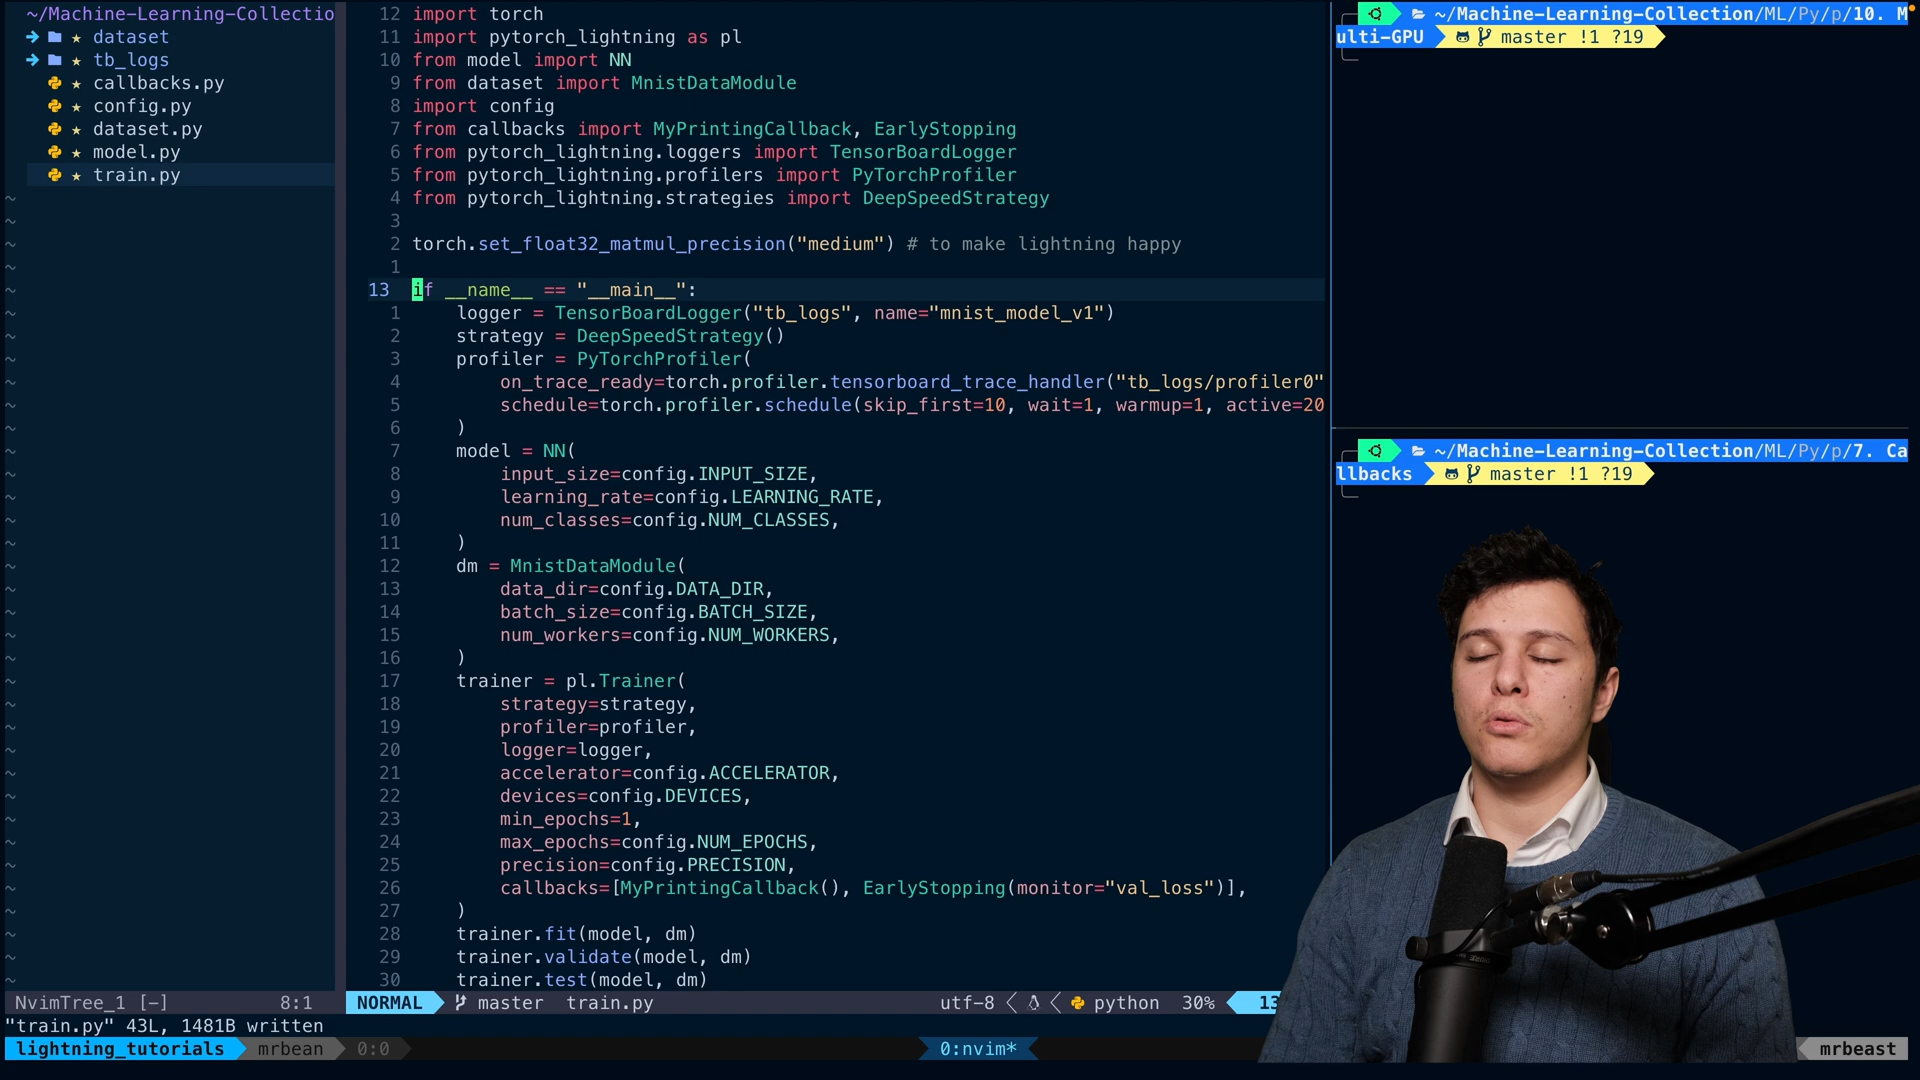 ~/Machine-Learning-Collectio
dataset
tb_logs
callbacks.py
config.py
dataset.py
model.py
train.py
12 import torch
11 import pytorch_lightning as pl
10 from model import NN
9 from dataset import MnistDataModule
8 import config
7 from callbacks import MyPrintingCallback, EarlyStopping
6 from pytorch_lightning.loggers import TensorBoardLogger
5 from pytorch_lightning.profilers import PyTorchProfiler
4 from pytorch_lightning.strategies import DeepSpeedStrategy
3
2 torch.set_float32_matmul_precision("medium") # to make lightning happy
1
13 if __name__ == "__main__":
1 logger = TensorBoardLogger("tb_logs", name="mnist_model_v1")
2 strategy = DeepSpeedStrategy()
3 profiler = PyTorchProfiler(
4 on_trace_ready=torch.profiler.tensorboard_trace_handler("tb_logs/profiler0"
5 schedule=torch.profiler.schedule(skip_first=10, wait=1, warmup=1, active=20
6 )
7 model = NN(
8 input_size=config.INPUT_SIZE,
9 learning_rate=config.LEARNING_RATE,
10 num_classes=config.NUM_CLASSES,
11 )
12 dm = MnistDataModule(
13 data_dir=config.DATA_DIR,
14 batch_size=config.BATCH_SIZE,
15 num_workers=config.NUM_WORKERS,
16 )
17 trainer = pl.Trainer(
18 strategy=strategy,
19 profiler=profiler,
20 logger=logger,
21 accelerator=config.ACCELERATOR,
22 devices=config.DEVICES,
23 min_epochs=1,
24 max_epochs=config.NUM_EPOCHS,
25 precision=config.PRECISION,
26 callbacks=[MyPrintingCallback(), EarlyStopping(monitor="val_loss")],
27 )
28 trainer.fit(model, dm)
29 trainer.validate(model, dm)
30 trainer.test(model, dm)
~/Machine-Learning-Collection/ML/Py/p/10. M
ulti-GPU master !1 ?19
~/Machine-Learning-Collection/ML/Py/p/7. Ca
llbacks master !1 ?19
NvimTree_1 [-] 8:1
NORMAL master train.py utf-8 python 30% 13
"train.py" 43L, 1481B written
lightning_tutorials mrbean 0:0 0:nvim* mrbeast